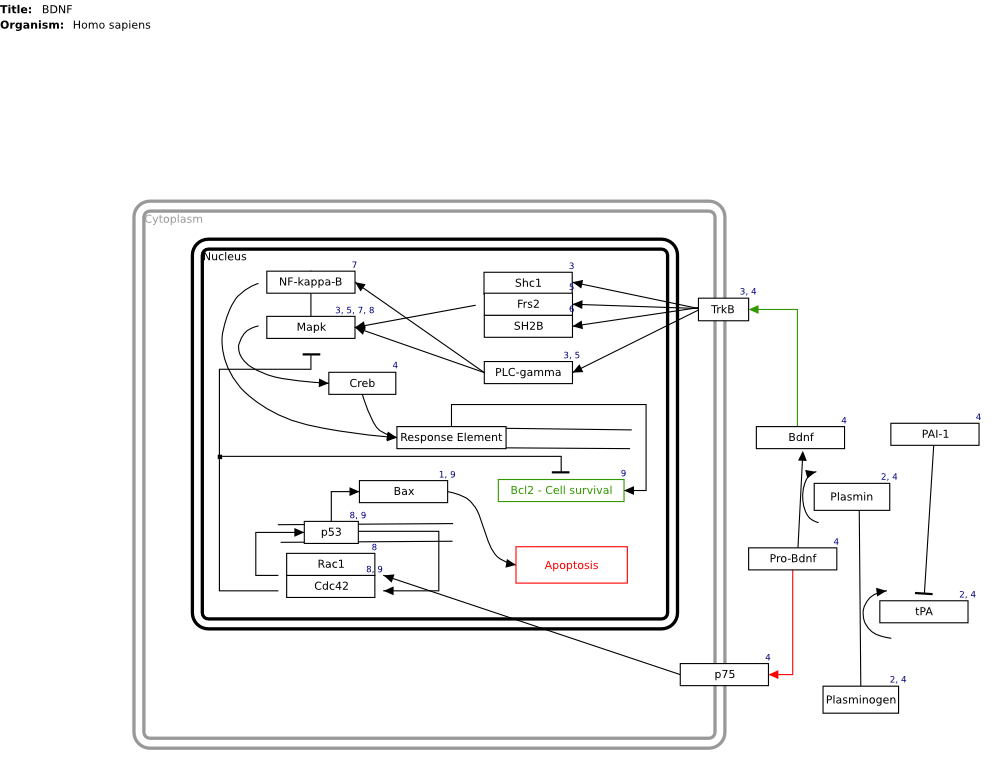 Title: BDNF
Organism: Homo sapiens
Cytoplasm
Nucleus
7
NF-kappa-B
3, 5, 7, 8
Mapk
3
Shc1
5
Frs2
6
SH2B
3, 5
PLC-gamma
3, 4
TrkB
4
Creb
Response Element
4
Bdnf
4
PAI-1
1, 9
Bax
9
Bcl2 - Cell survival
2, 4
Plasmin
8, 9
p53
8
Rac1
8, 9
Cdc42
Apoptosis
4
Pro-Bdnf
2, 4
tPA
4
p75
2, 4
Plasminogen